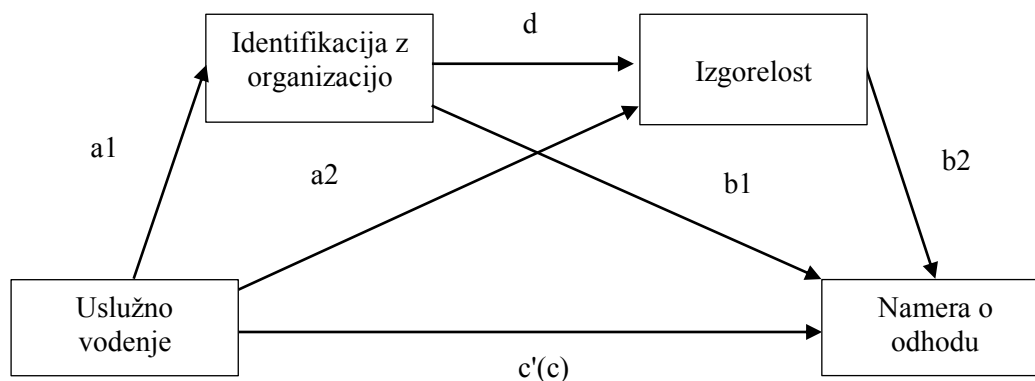 d
Identifikacija z
organizacijo
Izgorelost
a1
a2
b1
b2
Uslužno
vodenje
Namera o
odhodu
c'(c)